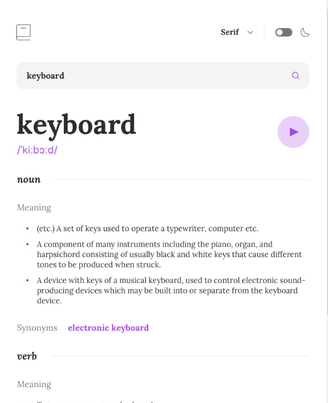 Serif
keyboard
keyboard
/ˈkiːbɔːd/
noun
Meaning
(etc.) A set of keys used to operate a typewriter, computer etc.
A component of many instruments including the piano, organ, and
harpsichord consisting of usually black and white keys that cause different
tones to be produced when struck.
A device with keys of a musical keyboard, used to control electronic sound-
producing devices which may be built into or separate from the keyboard
device.
Synonyms electronic keyboard
verb
Meaning